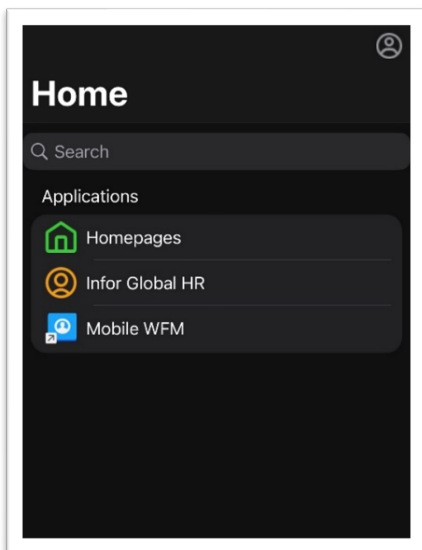 Home
Search
Applications
Homepages
Infor Global HR
Mobile WFM